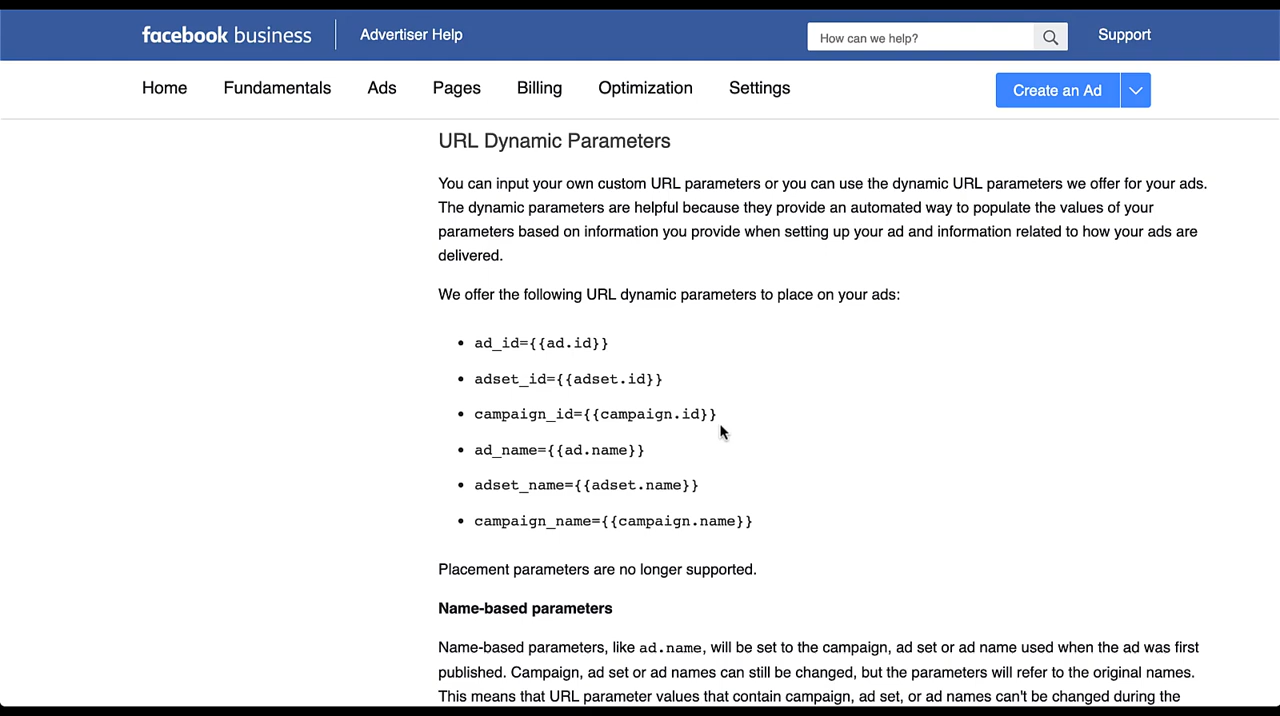 facebook business
Advertiser Help
How can we help?
Support
Home
Fundamentals
Ads
Pages
Billing
Optimization
Settings
Create an Ad
URL Dynamic Parameters
You can input your own custom URL parameters or you can use the dynamic URL parameters we offer for your ads.
The dynamic parameters are helpful because they provide an automated way to populate the values of your
parameters based on information you provide when setting up your ad and information related to how your ads are
delivered.
We offer the following URL dynamic parameters to place on your ads:
• ad_id={{ad.id}}
• adset_id={{adset.id}}
• campaign_id={{campaign.id}}
• ad_name={{ad.name}}
• adset_name={{adset.name}}
• campaign_name={{campaign.name}}
Placement parameters are no longer supported.
Name-based parameters
Name-based parameters, like ad.name, will be set to the campaign, ad set or ad name used when the ad was first
published. Campaign, ad set or ad names can still be changed, but the parameters will refer to the original names.
This means that URL parameter values that contain campaign, ad set, or ad names can't be changed during the